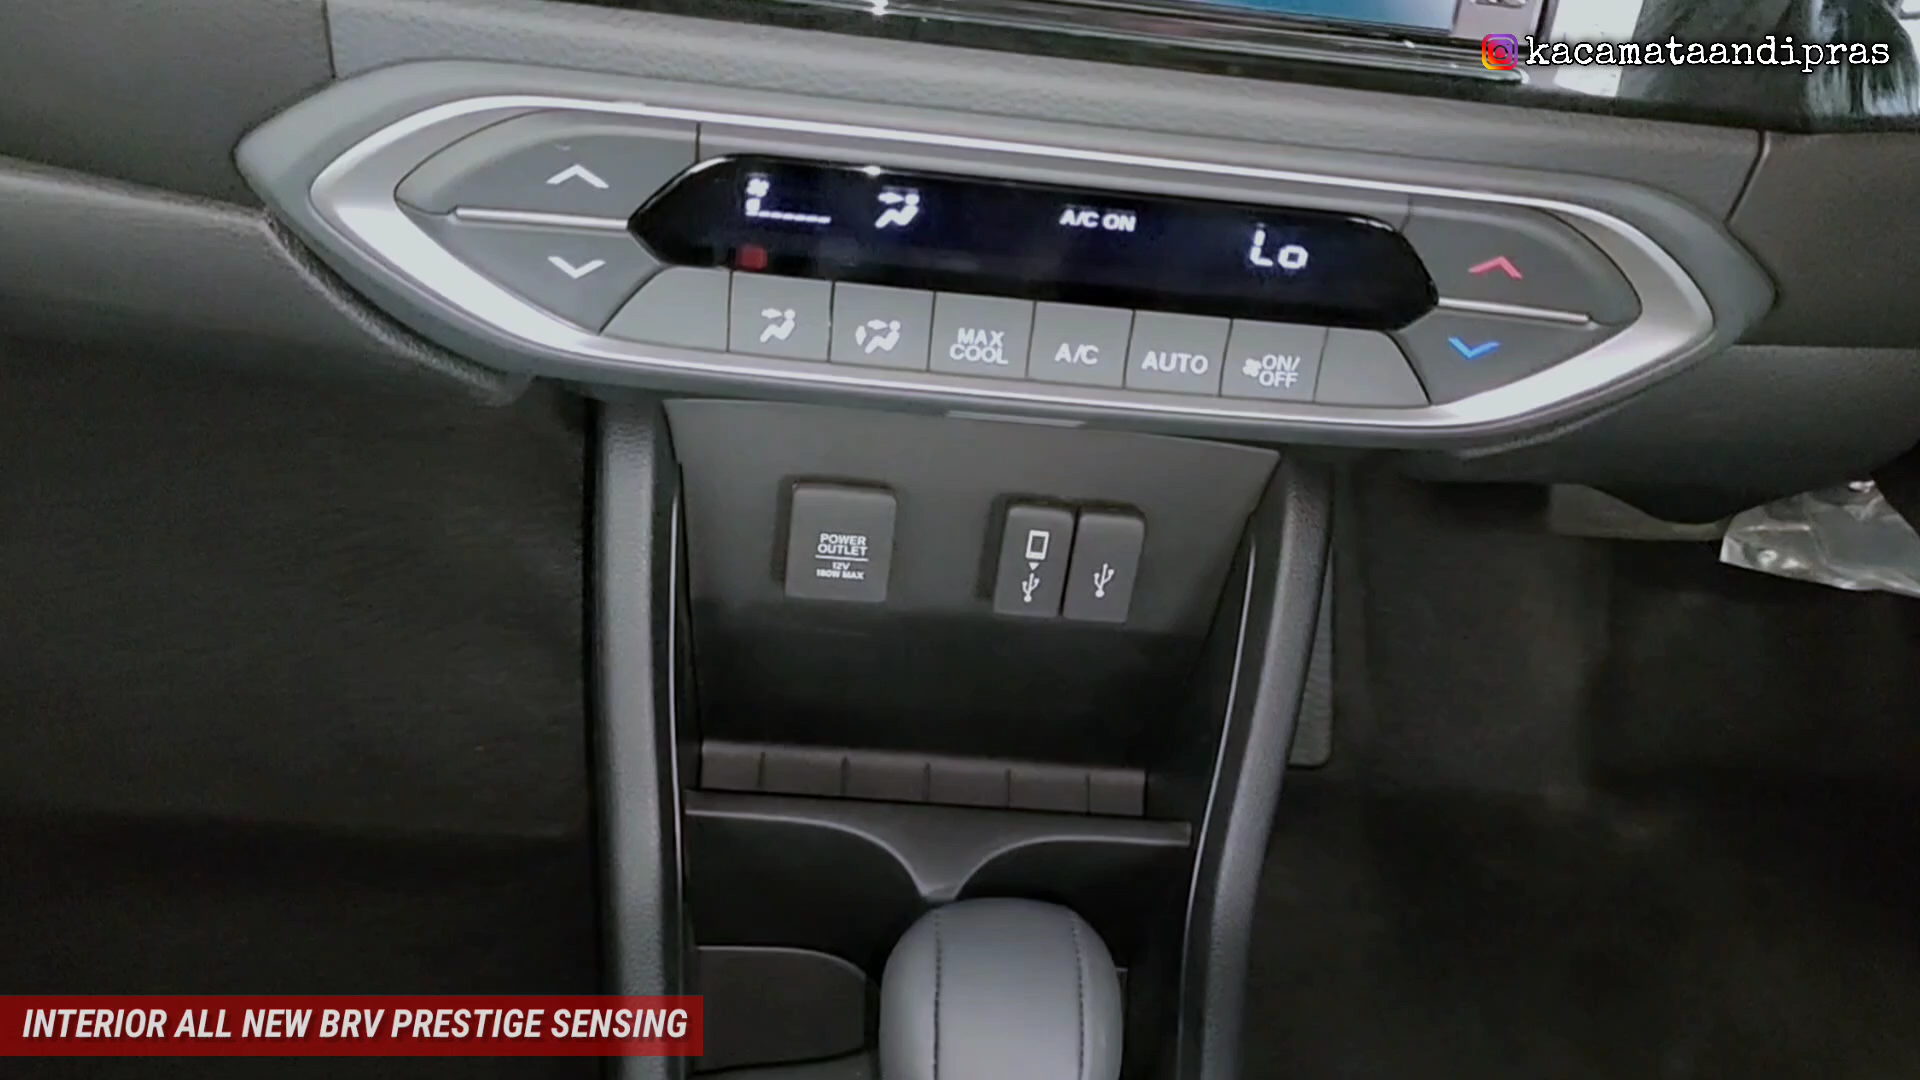 kacamataandipras
A/C ON
Lo
MAX
COOL
A/C
AUTO
ON/
OFF
POWER
OUTLET
12V
180W MAX
INTERIOR ALL NEW BRV PRESTIGE SENSING